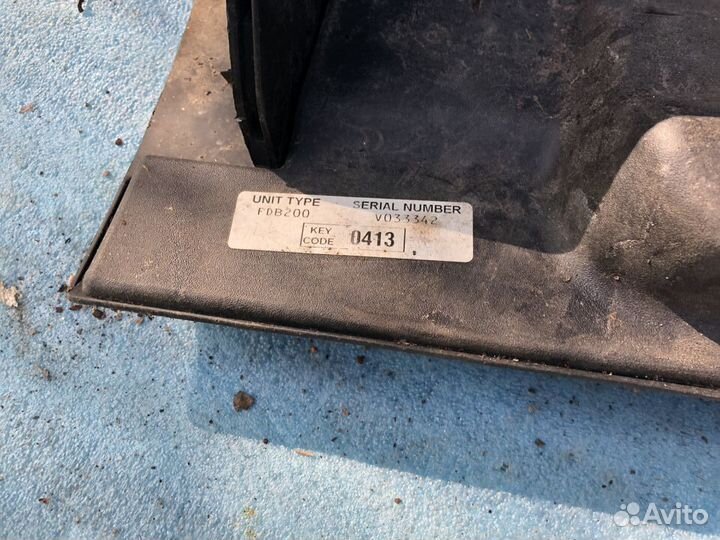 UNIT TYPE SERIAL NUMBER
FDB200 V033342
KEY CODE 0413
Avito